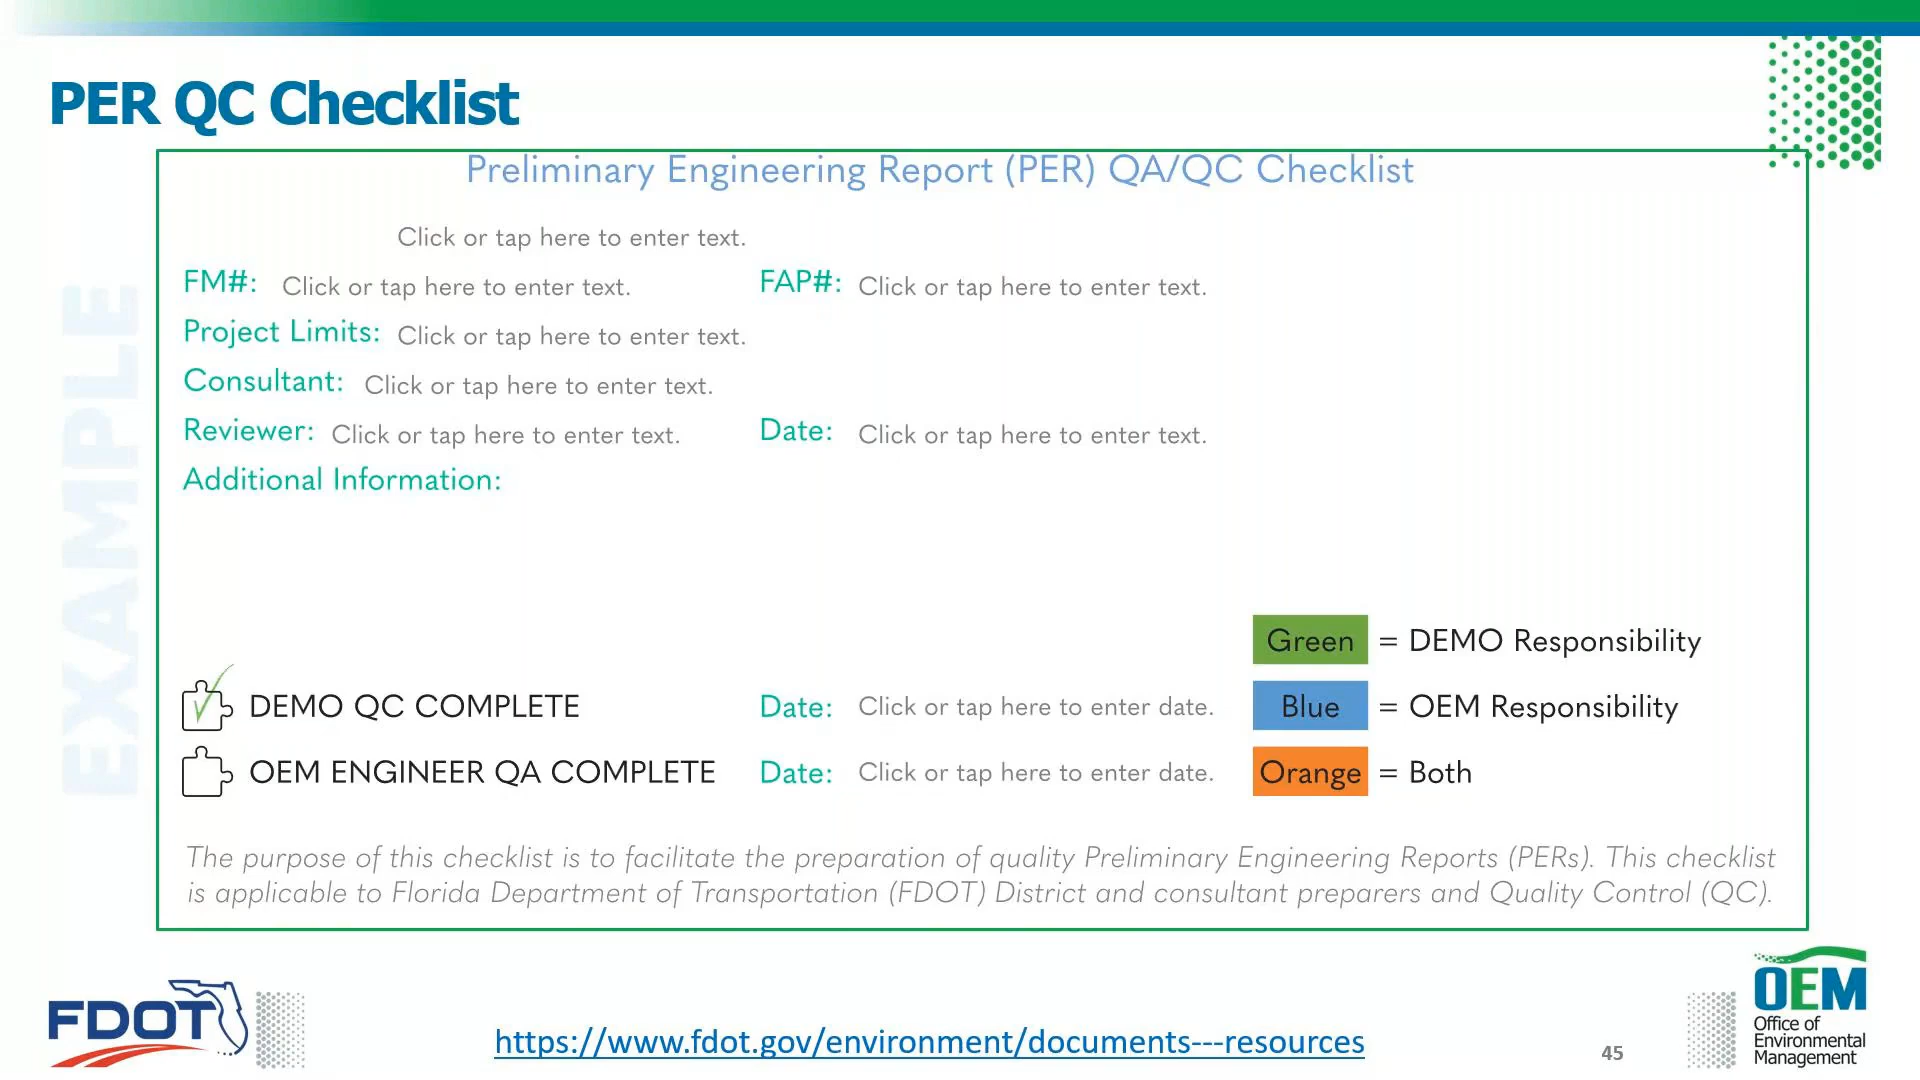 PER QC Checklist
Preliminary Engineering Report (PER) QA/QC Checklist
Click or tap here to enter text.
FM#: Click or tap here to enter text. FAP#: Click or tap here to enter text.
Project Limits: Click or tap here to enter text.
Consultant: Click or tap here to enter text.
Reviewer: Click or tap here to enter text. Date: Click or tap here to enter text.
Additional Information:
EXAMPLE
Green = DEMO Responsibility
DEMO QC COMPLETE Date: Click or tap here to enter date. Blue = OEM Responsibility
OEM ENGINEER QA COMPLETE Date: Click or tap here to enter date. Orange = Both
The purpose of this checklist is to facilitate the preparation of quality Preliminary Engineering Reports (PERs). This checklist
is applicable to Florida Department of Transportation (FDOT) District and consultant preparers and Quality Control (QC).
FDOT
https://www.fdot.gov/environment/documents---resources
45
OEM
Office of
Environmental
Management